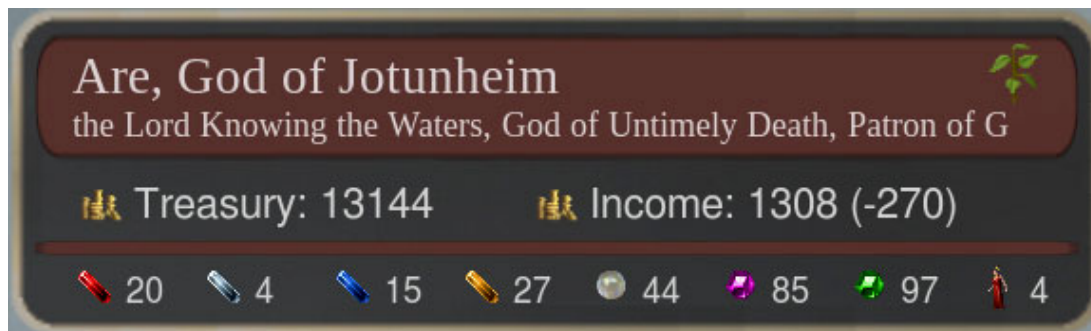 Are, God of Jotunheim
the Lord Knowing the Waters, God of Untimely Death, Patron of G
Treasury: 13144 Income: 1308 (-270)
20 4 15 27 44 85 97 4